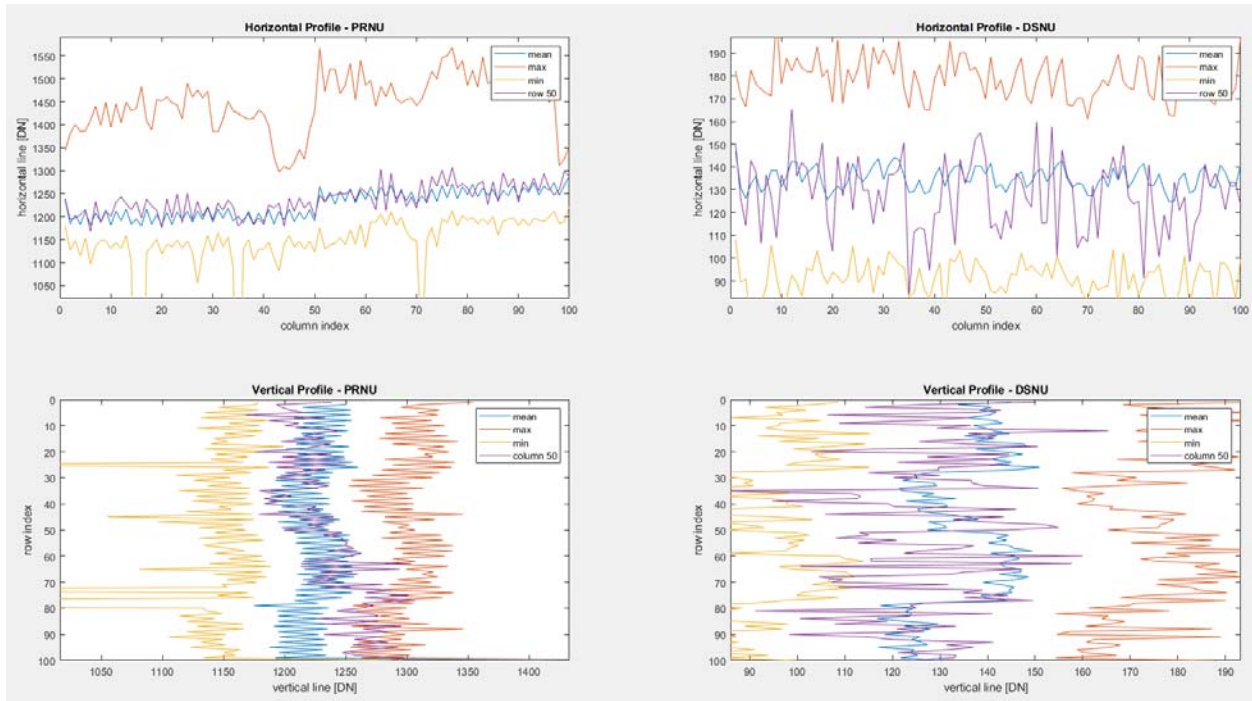 Horizontal Profile - PRNU
horizontal line [DN]
1550
1500
1450
1400
1350
1300
1250
1200
1150
1100
1050
0 10 20 30 40 50 60 70 80 90 100
column index
mean
max
min
row 50
Horizontal Profile - DSNU
horizontal line [DN]
190
180
170
160
150
140
130
120
110
100
90
0 10 20 30 40 50 60 70 80 90 100
column index
mean
max
min
row 50
Vertical Profile - PRNU
row index
0
10
20
30
40
50
60
70
80
90
100
1050 1100 1150 1200 1250 1300 1350 1400
vertical line [DN]
mean
max
min
column 50
Vertical Profile - DSNU
row index
0
10
20
30
40
50
60
70
80
90
100
90 100 110 120 130 140 150 160 170 180 190
vertical line [DN]
mean
max
min
column 50